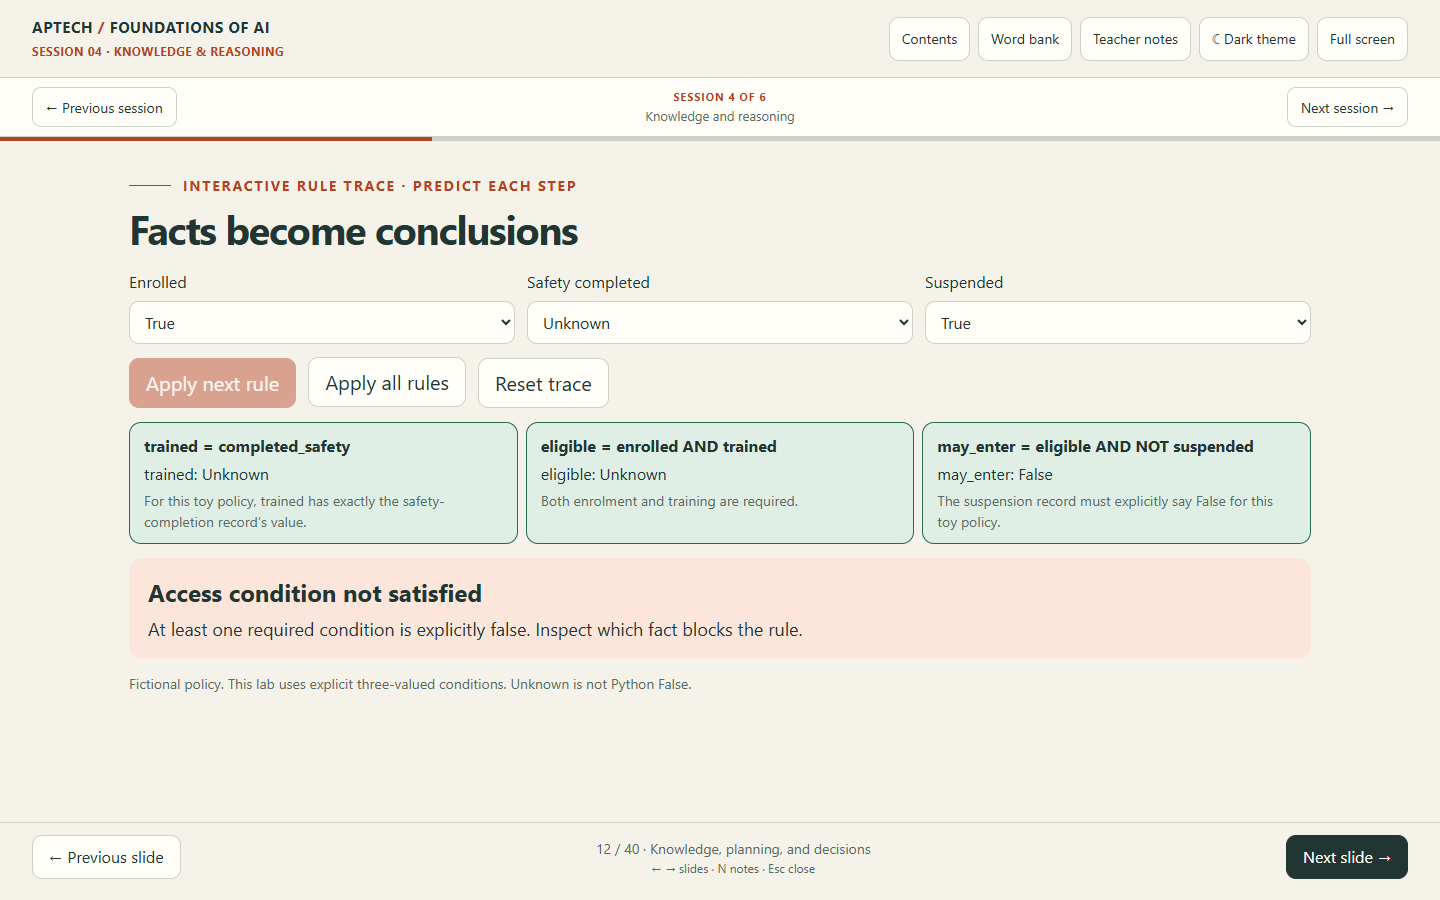 APTECH / FOUNDATIONS OF AI
SESSION 04 · KNOWLEDGE & REASONING
Contents
Word bank
Teacher notes
☾ Dark theme
Full screen
← Previous session
SESSION 4 OF 6
Knowledge and reasoning
Next session →
INTERACTIVE RULE TRACE · PREDICT EACH STEP
Facts become conclusions
Enrolled
Safety completed
Suspended
True
Unknown
True
Apply next rule
Apply all rules
Reset trace
trained = completed_safety
trained: Unknown
For this toy policy, trained has exactly the safety-
completion record's value.
eligible = enrolled AND trained
eligible: Unknown
Both enrolment and training are required.
may_enter = eligible AND NOT suspended
may_enter: False
The suspension record must explicitly say False for this
toy policy.
Access condition not satisfied
At least one required condition is explicitly false. Inspect which fact blocks the rule.
Fictional policy. This lab uses explicit three-valued conditions. Unknown is not Python False.
← Previous slide
12 / 40 · Knowledge, planning, and decisions
← → slides · N notes · Esc close
Next slide →